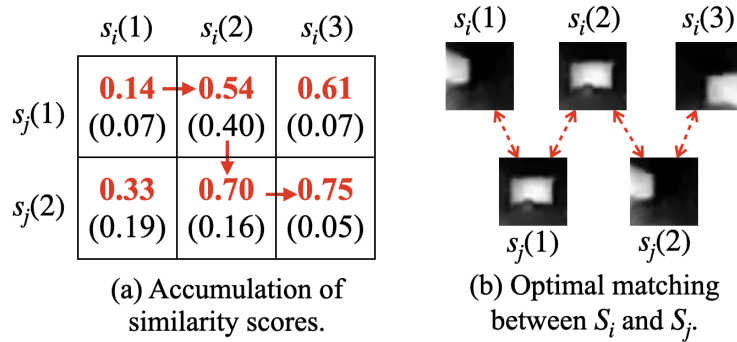 s_i(1) s_i(2) s_i(3)
s_j(1) 0.14 0.54 0.61
(0.07) (0.40) (0.07)
s_j(2) 0.33 0.70 0.75
(0.19) (0.16) (0.05)
(a) Accumulation of
similarity scores.
s_i(1) s_i(2) s_i(3)
s_j(1) s_j(2)
(b) Optimal matching
between S_i and S_j.